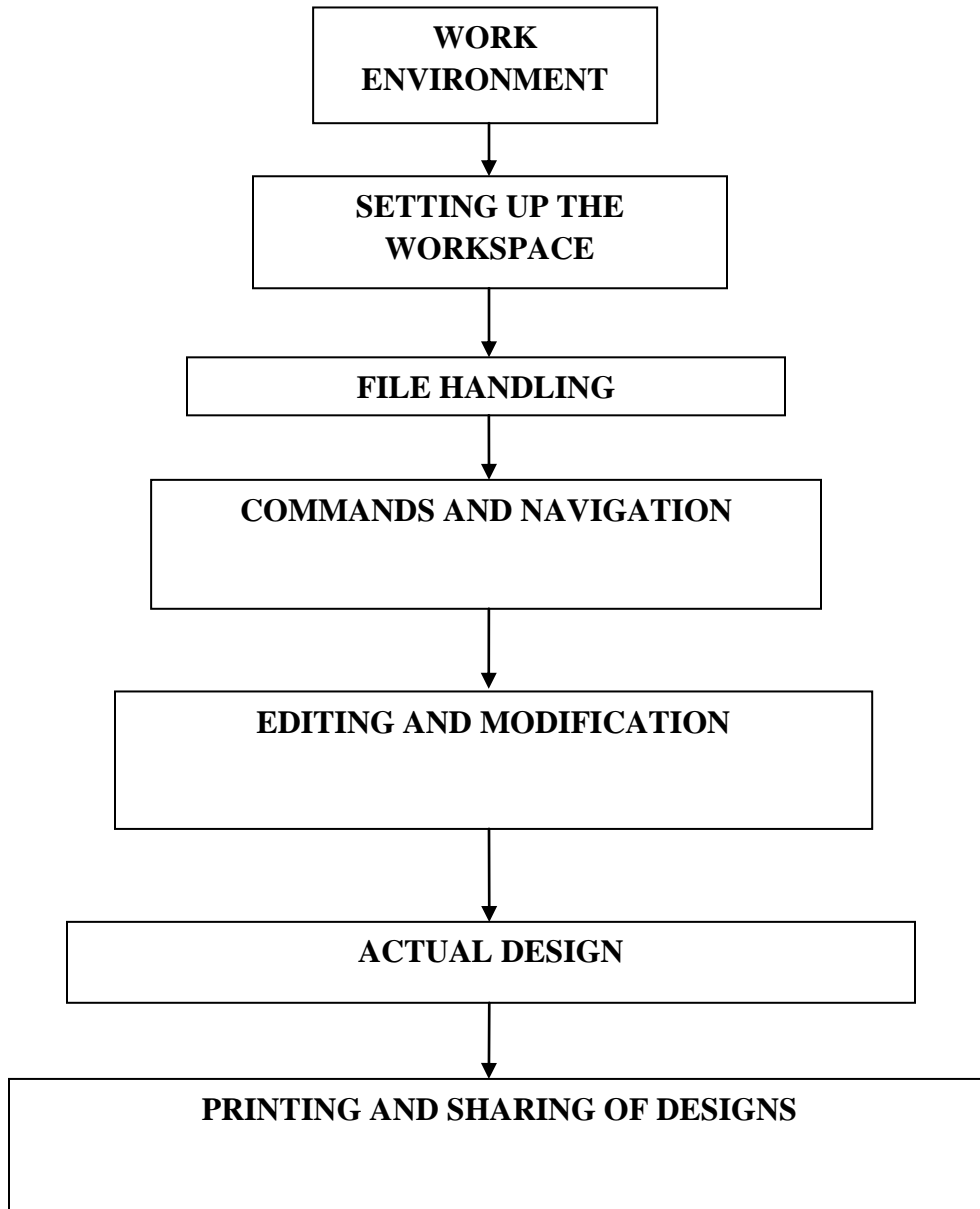 WORK
ENVIRONMENT
SETTING UP THE
WORKSPACE
FILE HANDLING
COMMANDS AND NAVIGATION
EDITING AND MODIFICATION
ACTUAL DESIGN
PRINTING AND SHARING OF DESIGNS